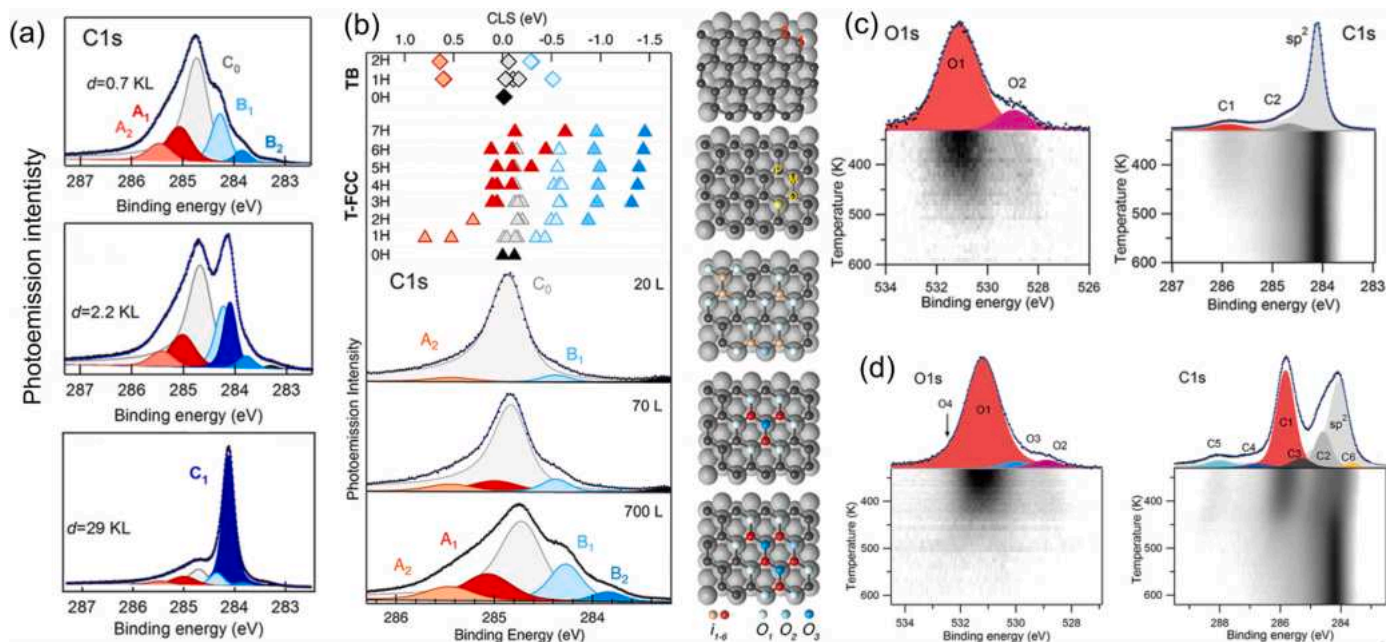 (a)
C1s
d=0.7 KL
C0
A1
A2
B1
B2
287 286 285 284 283
Binding energy (eV)
d=2.2 KL
287 286 285 284 283
Binding energy (eV)
C1
d=29 KL
287 286 285 284 283
Binding energy (eV)
Photoemission intensity
(b)
CLS (eV)
1.0 0.5 0.0 -0.5 -1.0 -1.5
TB
2H
1H
0H
T-FCC
7H
6H
5H
4H
3H
2H
1H
0H
C1s
C0
20 L
A2
B1
70 L
700 L
A1
A2
B1
B2
Photoemission Intensity
286 285 284
Binding Energy (eV)
P
M
i1-6 O1 O2 O3
(c)
O1s
O1
O2
Temperature (K)
400
500
600
534 532 530 528 526
Binding energy (eV)
C1s
sp2
C1
C2
Temperature (K)
400
500
600
287 286 285 284 283
Binding energy (eV)
(d)
O1s
O4
O1
O3
O2
Temperature (K)
400
500
600
534 532 530 528
Binding energy (eV)
C1s
C1
sp2
C5
C4
C3
C2
C6
Temperature (K)
400
500
600
288 286 284
Binding energy (eV)